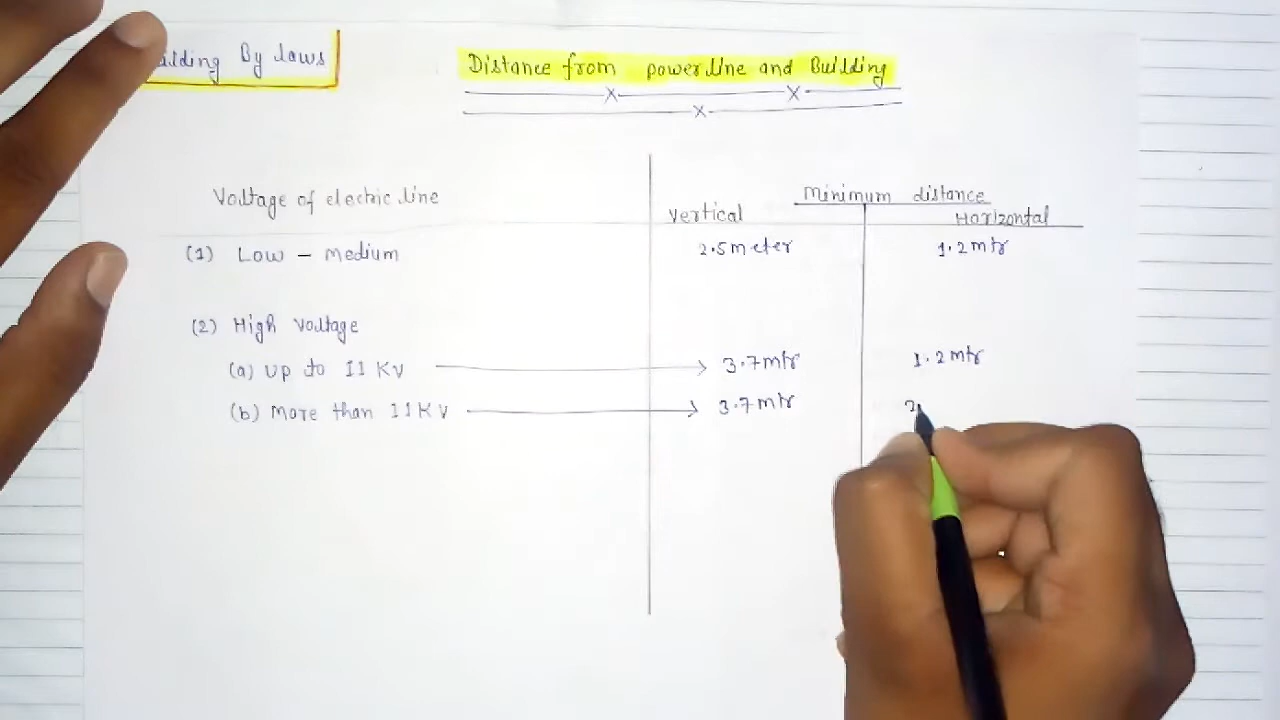 By laws
Distance from power line and Building
Voltage of electric line
Minimum distance
Vertical
Horizontal
(1) Low - Medium
2.5 meter
1.2 mtr
(2) High Voltage
(a) up to 11 KV
3.7 mtr
1.2 mtr
(b) More than 11 KV
3.7 mtr